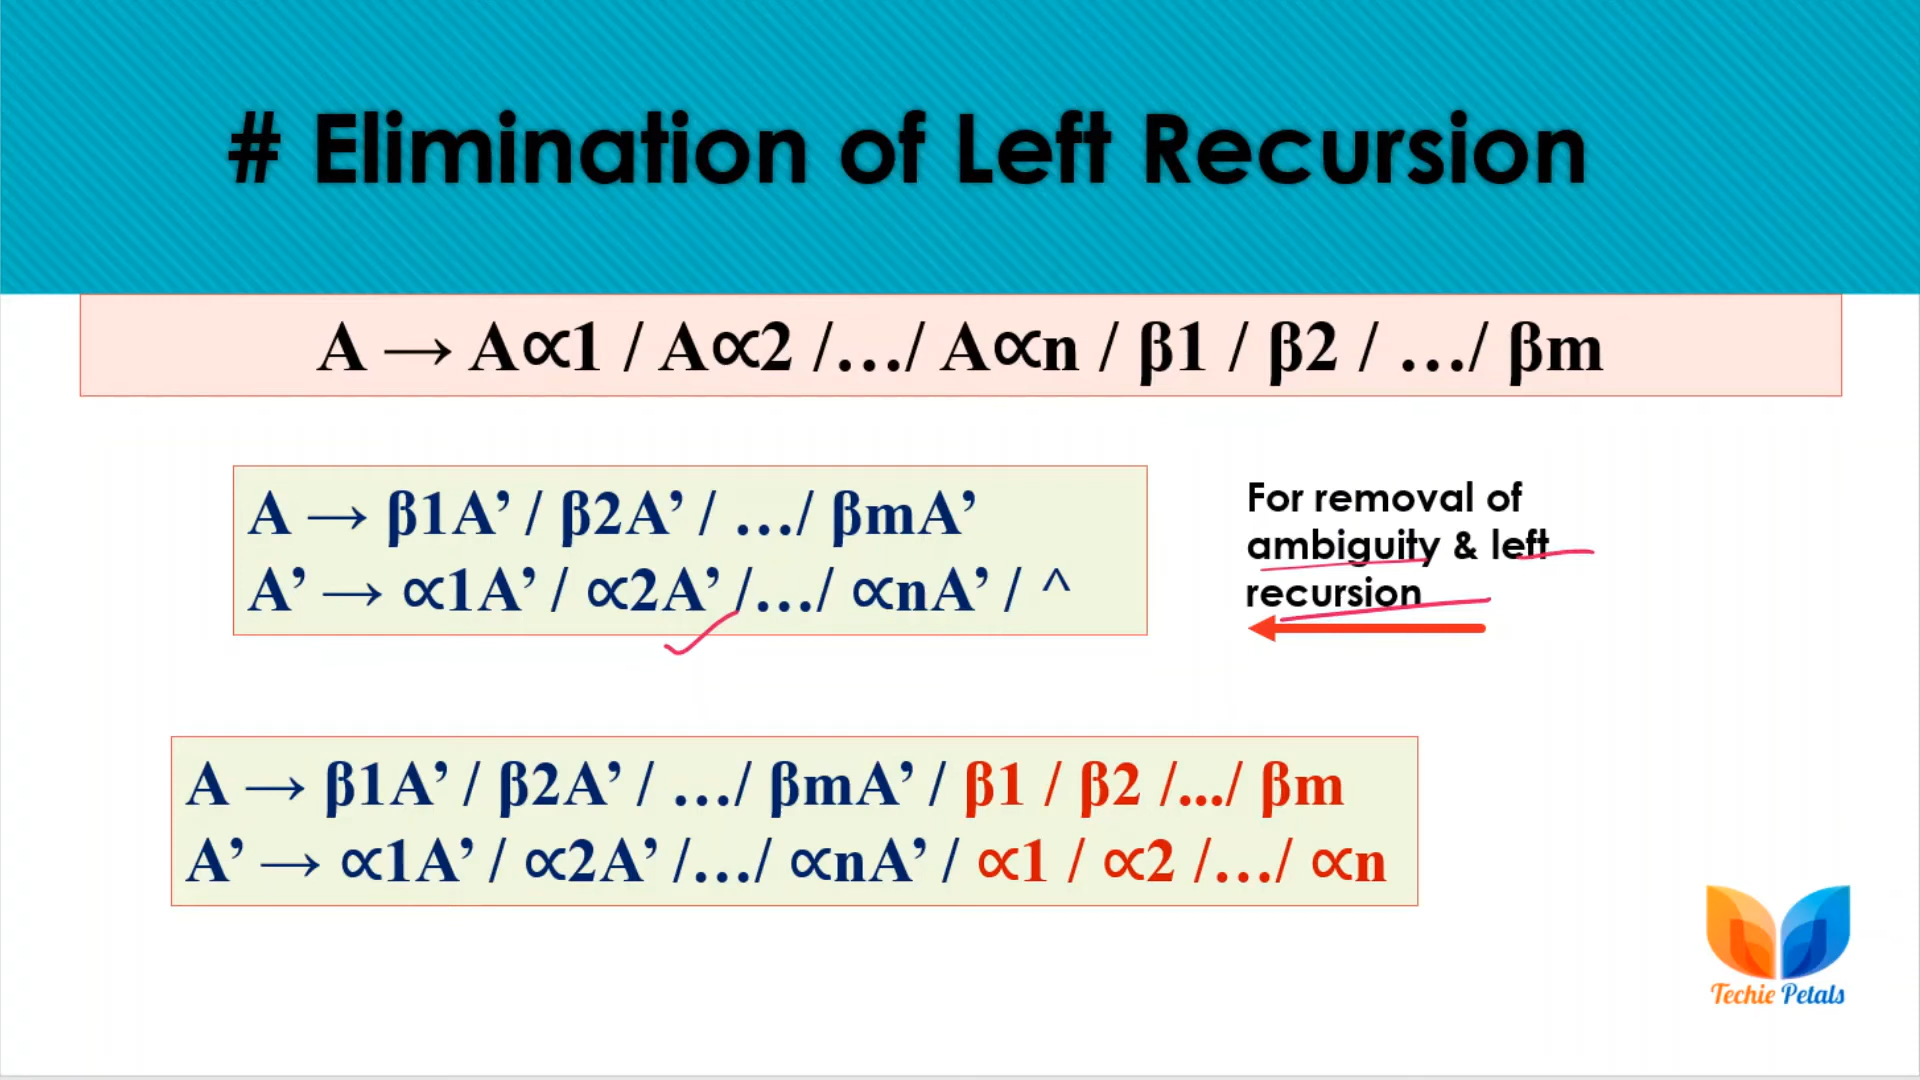 # Elimination of Left Recursion
A → A∝1 / A∝2 /…/ A∝n / β1 / β2 / …/ βm
A → β1A’ / β2A’ / …/ βmA’
A’ → ∝1A’ / ∝2A’ /…/ ∝nA’ / ^
For removal of
ambiguity & left
recursion
A → β1A’ / β2A’ / …/ βmA’ / β1 / β2 /.../ βm
A’ → ∝1A’ / ∝2A’ /…/ ∝nA’ / ∝1 / ∝2 /…/ ∝n
Techie Petals